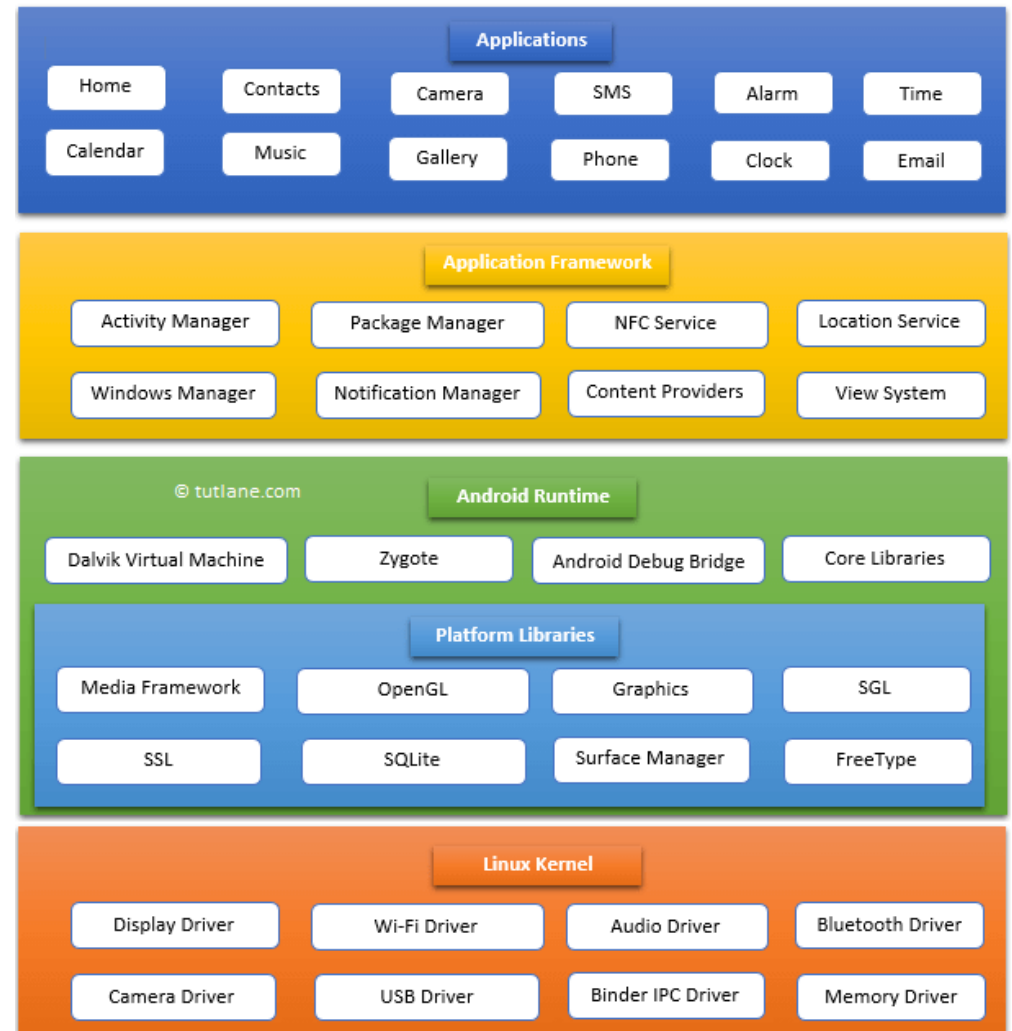 Applications
Home Contacts Camera SMS Alarm Time
Calendar Music Gallery Phone Clock Email
Application Framework
Activity Manager Package Manager NFC Service Location Service
Windows Manager Notification Manager Content Providers View System
© tutlane.com
Android Runtime
Dalvik Virtual Machine Zygote Android Debug Bridge Core Libraries
Platform Libraries
Media Framework OpenGL Graphics SGL
SSL SQLite Surface Manager FreeType
Linux Kernel
Display Driver Wi-Fi Driver Audio Driver Bluetooth Driver
Camera Driver USB Driver Binder IPC Driver Memory Driver